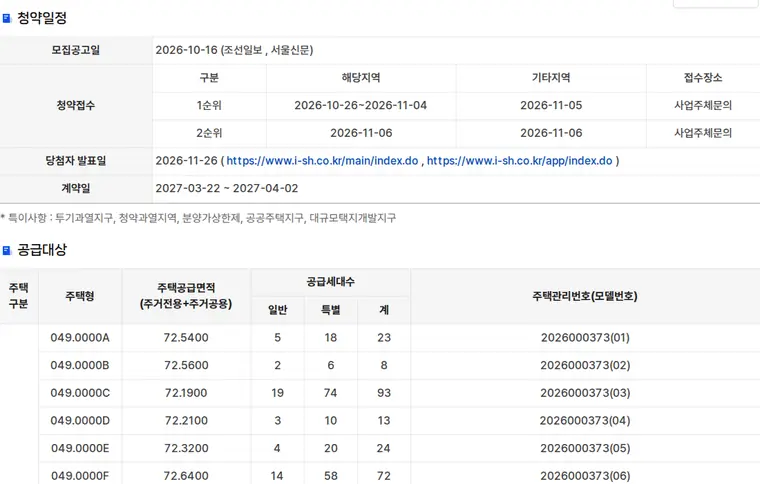 청약일정
모집공고일 2026-10-16 (조선일보 , 서울신문)
청약접수 구분 해당지역 기타지역 접수장소
1순위 2026-10-26~2026-11-04 2026-11-05 사업주체문의
2순위 2026-11-06 2026-11-06 사업주체문의
당첨자 발표일 2026-11-26 ( https://www.i-sh.co.kr/main/index.do , https://www.i-sh.co.kr/app/index.do )
계약일 2027-03-22 ~ 2027-04-02
* 특이사항 : 투기과열지구, 청약과열지역, 분양가상한제, 공공주택지구, 대규모택지개발지구
공급대상
주택
구분 주택형 주택공급면적
(주거전용+주거공용) 공급세대수 주택관리번호(모델번호)
일반 특별 계
049.0000A 72.5400 5 18 23 2026000373(01)
049.0000B 72.5600 2 6 8 2026000373(02)
049.0000C 72.1900 19 74 93 2026000373(03)
049.0000D 72.2100 3 10 13 2026000373(04)
049.0000E 72.3200 4 20 24 2026000373(05)
049.0000F 72.6400 14 58 72 2026000373(06)